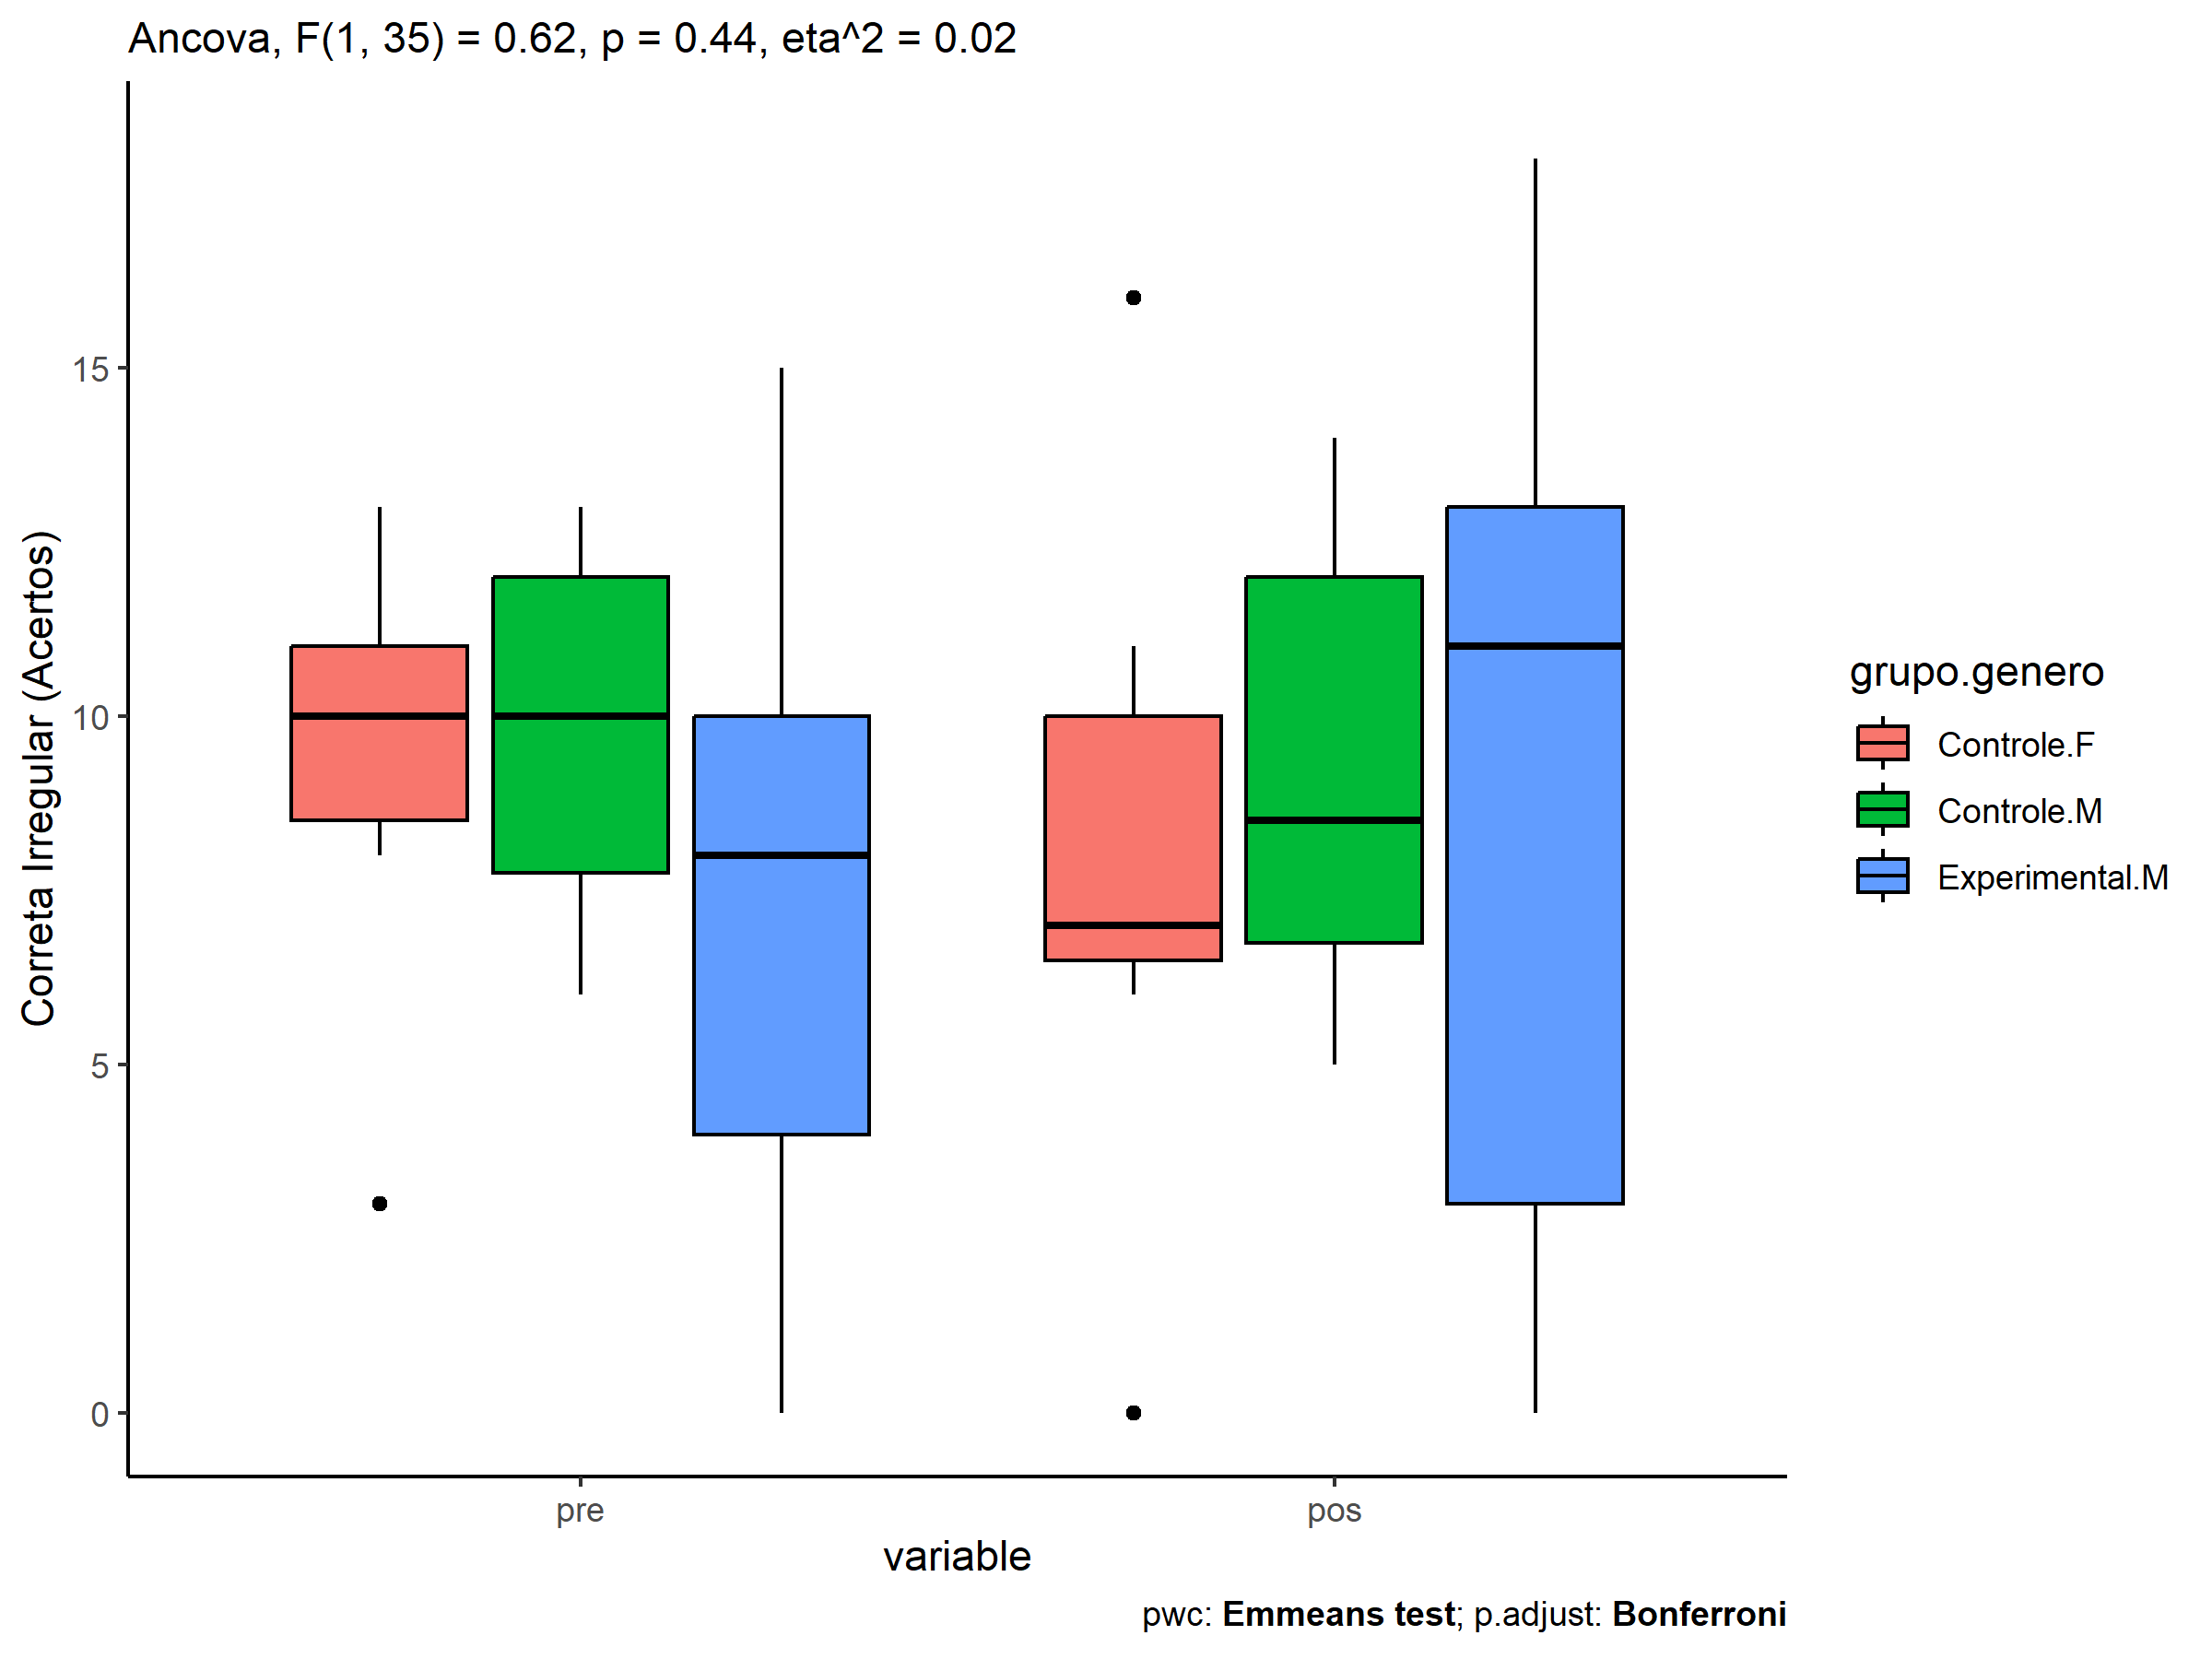 Ancova, F(1, 35) = 0.62, p = 0.44, eta^2 = 0.02
Correta Irregular (Acertos)
15
10
5
0
pre
pos
variable
grupo.genero
Controle.F
Controle.M
Experimental.M
pwc: Emmeans test; p.adjust: Bonferroni